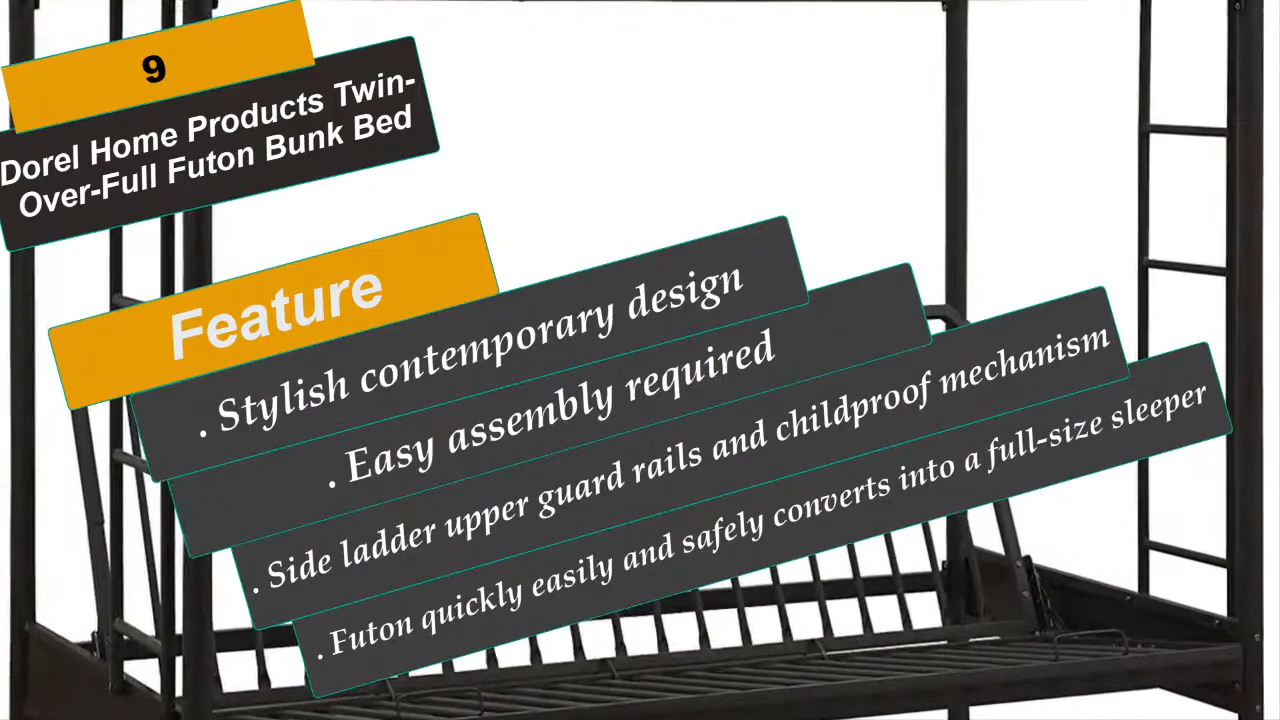 9
Dorel Home Products Twin-
Over-Full Futon Bunk Bed
Feature
. Stylish contemporary design
. Easy assembly required
. Side ladder upper guard rails and childproof mechanism
. Futon quickly easily and safely converts into a full-size sleeper